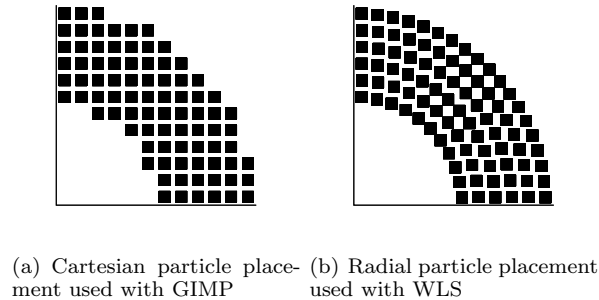 (a) Cartesian particle place-
ment used with GIMP
(b) Radial particle placement
used with WLS